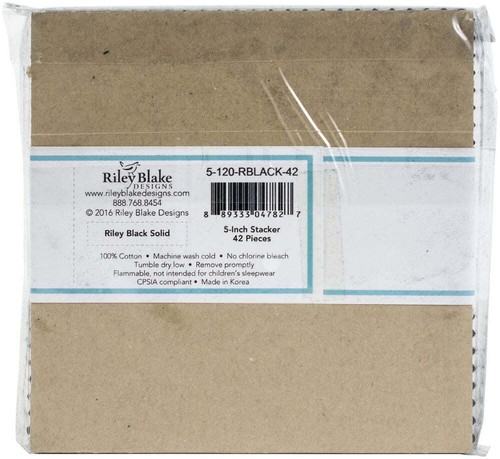 Riley Blake
DESIGNS
www.rileyblakedesigns.com
888.768.8454
© 2016 Riley Blake Designs
Riley Black Solid
5-120-RBLACK-42
8 89333 04782 7
5-Inch Stacker
42 Pieces
100% Cotton • Machine wash cold • No chlorine bleach
Tumble dry low • Remove promptly
Flammable, not intended for children's sleepwear
CPSIA compliant • Made in Korea